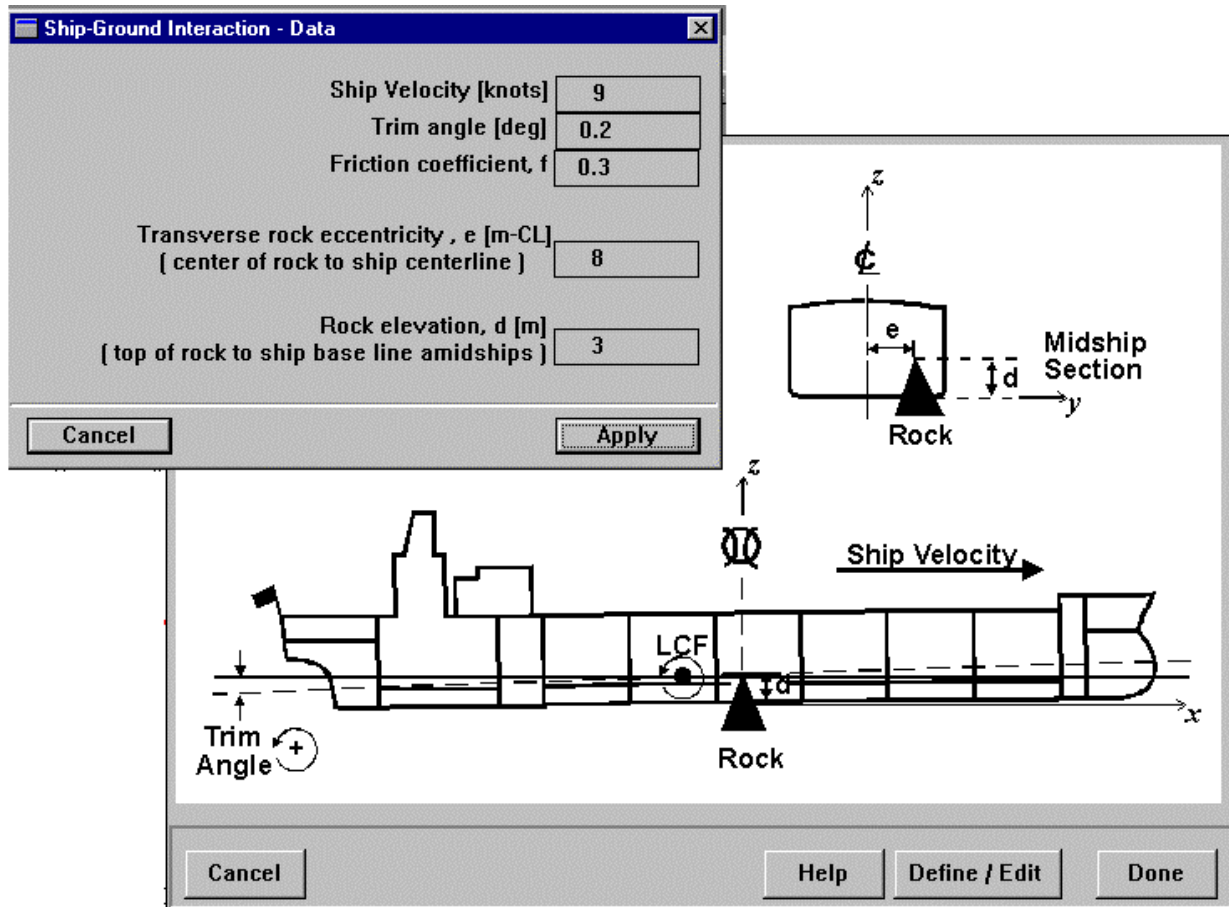 Ship-Ground Interaction - Data
Ship Velocity [knots] 9
Trim angle [deg] 0.2
Friction coefficient, f 0.3
Transverse rock eccentricity , e [m-CL]
( center of rock to ship centerline ) 8
Rock elevation, d [m]
( top of rock to ship base line amidships ) 3
Cancel Apply
z
e
d
Midship
Section
y
Rock
z
Ship Velocity
LCF
d
x
Trim
Angle
+
Rock
Cancel Help Define / Edit Done